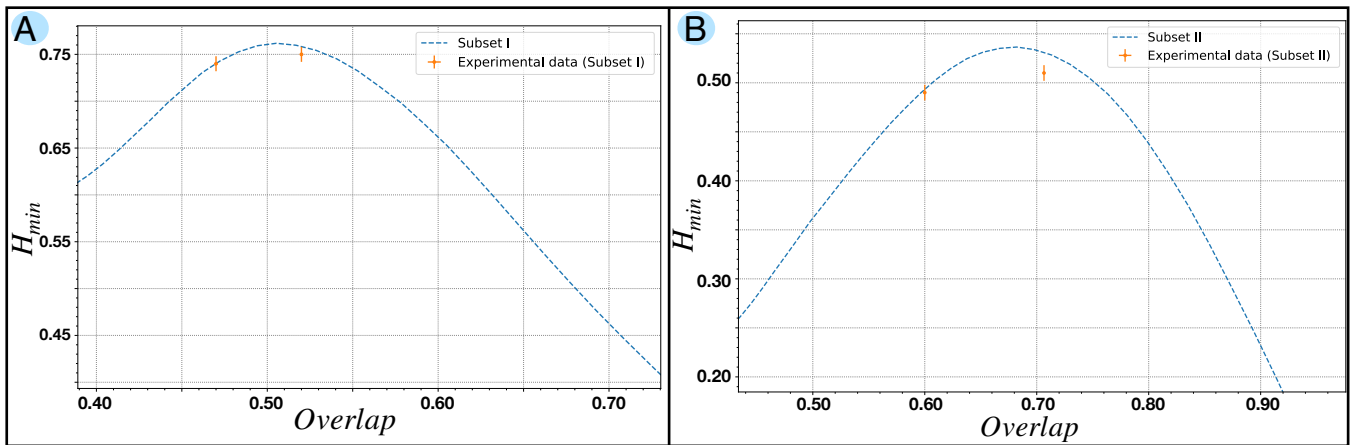 A
Subset I
Experimental data (Subset I)
0.75
0.65
0.55
0.45
H_min
0.40 0.50 0.60 0.70
Overlap
B
Subset II
Experimental data (Subset II)
0.50
0.40
0.30
0.20
H_min
0.50 0.60 0.70 0.80 0.90
Overlap